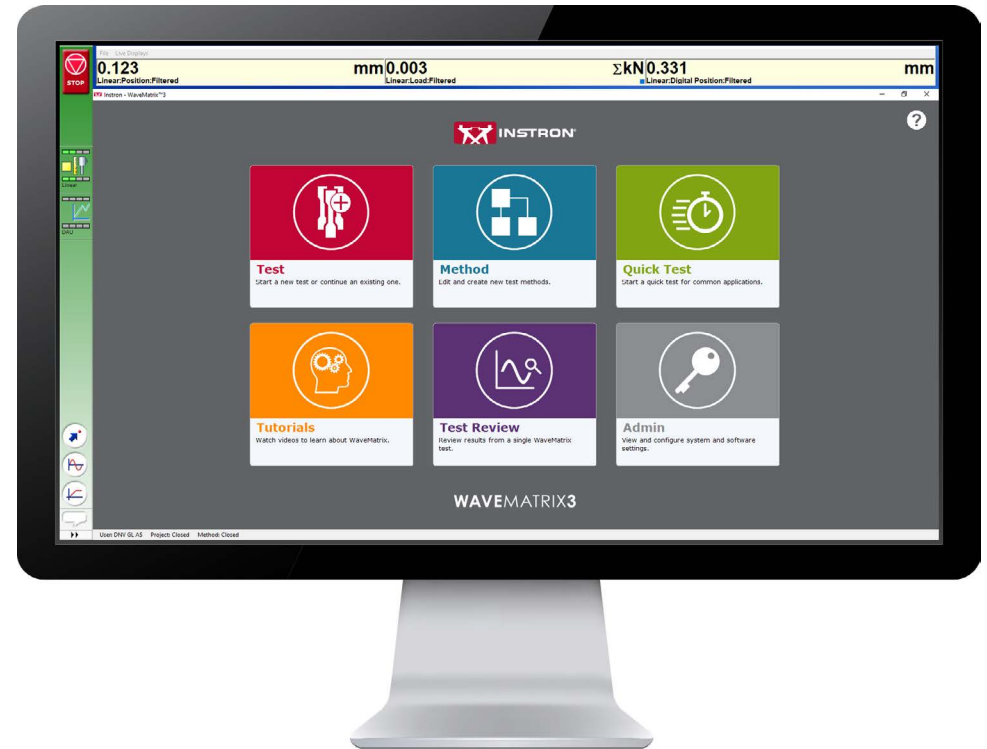 File Live Displays
0.123 mm 0.003 ΣkN 0.331 mm
Linear:Position:Filtered Linear:Load:Filtered Linear:Digital Position:Filtered
STOP
Instron - WaveMatrix™3
?
INSTRON
Linear
DAQ
Test
Start a new test or continue an existing one.
Method
Edit and create new test methods.
Quick Test
Start a quick test for common applications.
Tutorials
Watch videos to learn about WaveMatrix.
Test Review
Review results from a single WaveMatrix
test.
Admin
View and configure system and software
settings.
WAVEMATRIX3
User: DNV GL AS Project: Closed Method: Closed